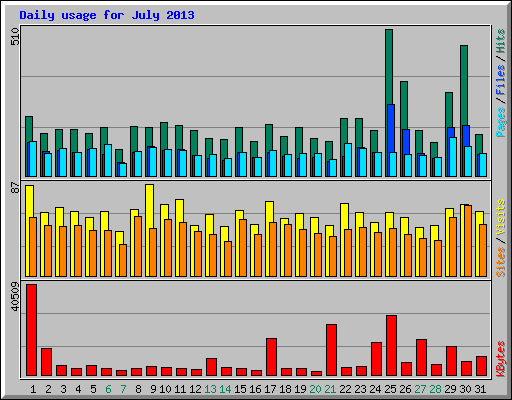 Daily usage for July 2013
510
Pages / Files / Hits
87
Sites / Visits
40509
KBytes
1 2 3 4 5 6 7 8 9 10 11 12 13 14 15 16 17 18 19 20 21 22 23 24 25 26 27 28 29 30 31